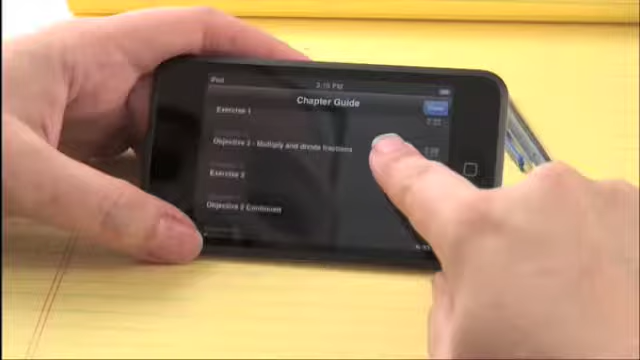 iPod
3:15 PM
Chapter Guide
Done
Exercise 1
Objective 2 - Multiply and divide fractions
Exercise 2
Objective 2 Continued